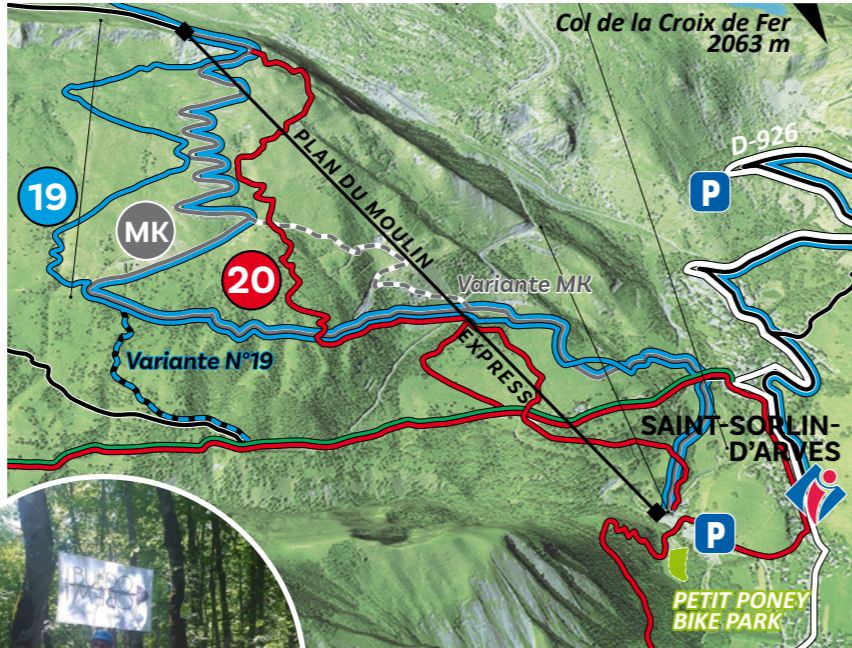 Col de la Croix de Fer
2063 m
D-926
P
19
MK
20
PLAN DU MOULIN
EXPRESS
Variante MK
Variante N°19
SAINT-SORLIN-
D'ARVES
P
PETIT PONEY
BIKE PARK